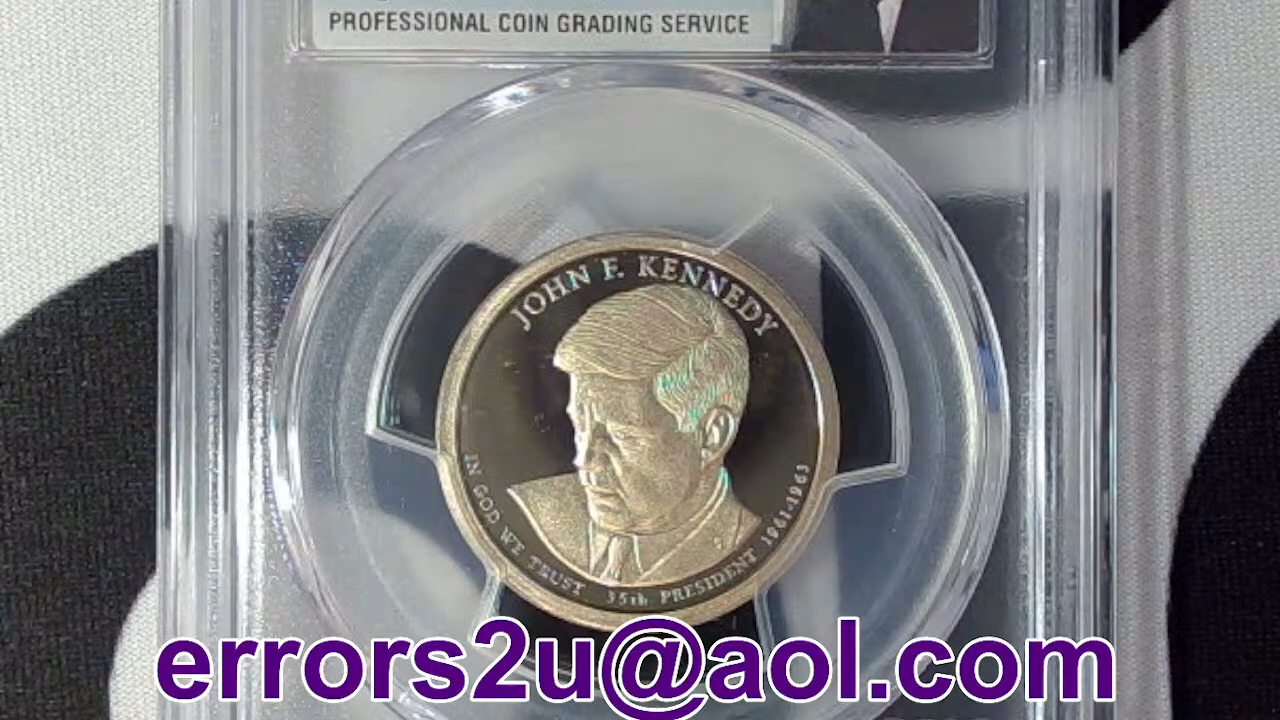 PROFESSIONAL COIN GRADING SERVICE
JOHN F. KENNEDY
IN GOD WE TRUST
35th PRESIDENT 1961-1963
errors2u@aol.com